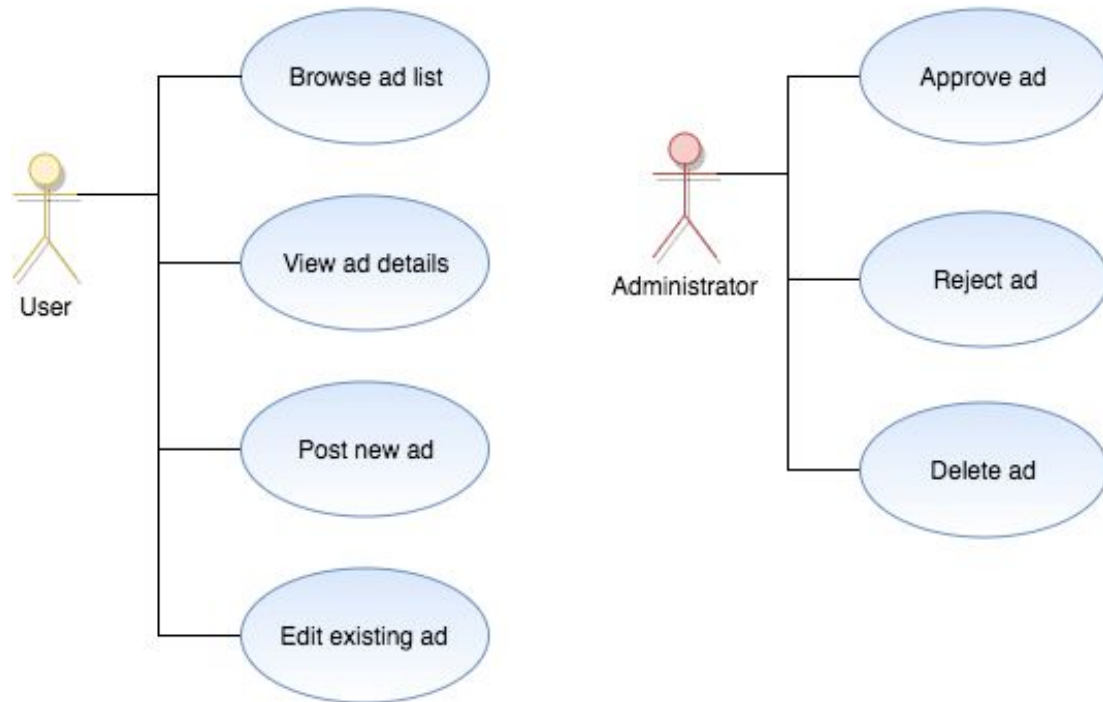 Browse ad list
View ad details
User
Post new ad
Edit existing ad
Approve ad
Administrator
Reject ad
Delete ad